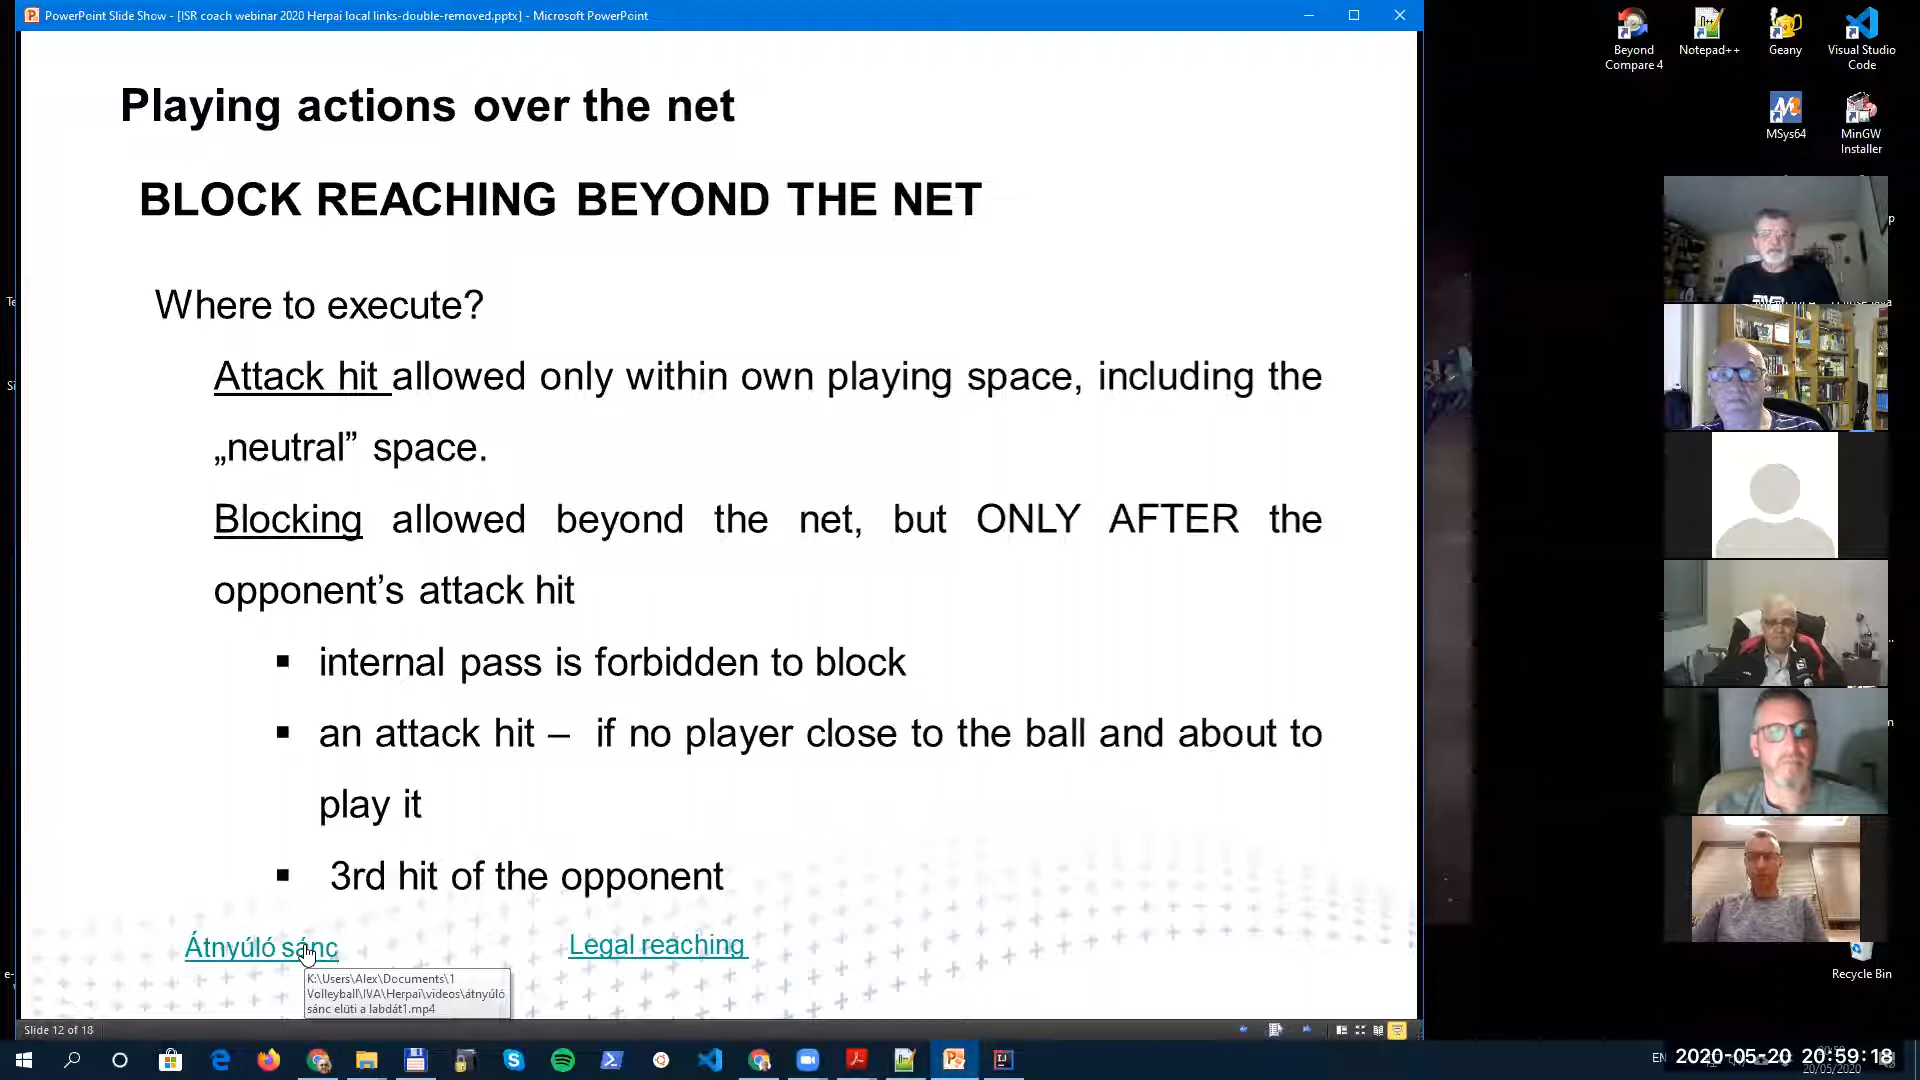 PowerPoint Slide Show - [ISR coach webinar 2020 Herpai local links-double-removed.pptx] - Microsoft PowerPoint
Playing actions over the net
BLOCK REACHING BEYOND THE NET
Where to execute?
Attack hit allowed only within own playing space, including the
„neutral” space.
Blocking allowed beyond the net, but ONLY AFTER the
opponent’s attack hit
▪ internal pass is forbidden to block
▪ an attack hit – if no player close to the ball and about to
play it
▪ 3rd hit of the opponent
Átnyúló sánc
Legal reaching
K:\Users\Alex\Documents\1
Volleyball\IVA\Herpai\videos\átnyúló
sánc elüti a labdát1.mp4
Slide 12 of 18
Beyond
Compare 4
Notepad++
Geany
Visual Studio
Code
MSys64
MinGW
Installer
Recycle Bin
EN
2020-05-20 20:59:18
20/05/2020